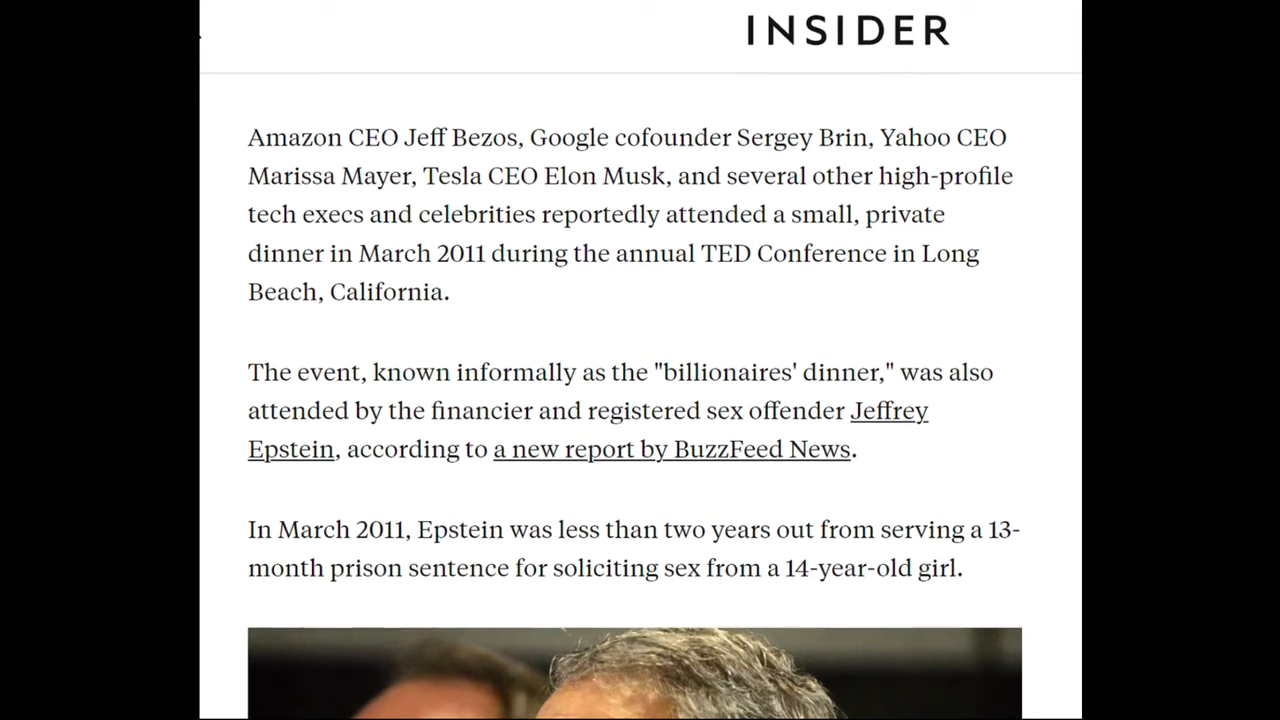 INSIDER
Amazon CEO Jeff Bezos, Google cofounder Sergey Brin, Yahoo CEO
Marissa Mayer, Tesla CEO Elon Musk, and several other high-profile
tech execs and celebrities reportedly attended a small, private
dinner in March 2011 during the annual TED Conference in Long
Beach, California.
The event, known informally as the "billionaires' dinner," was also
attended by the financier and registered sex offender Jeffrey
Epstein, according to a new report by BuzzFeed News.
In March 2011, Epstein was less than two years out from serving a 13-
month prison sentence for soliciting sex from a 14-year-old girl.